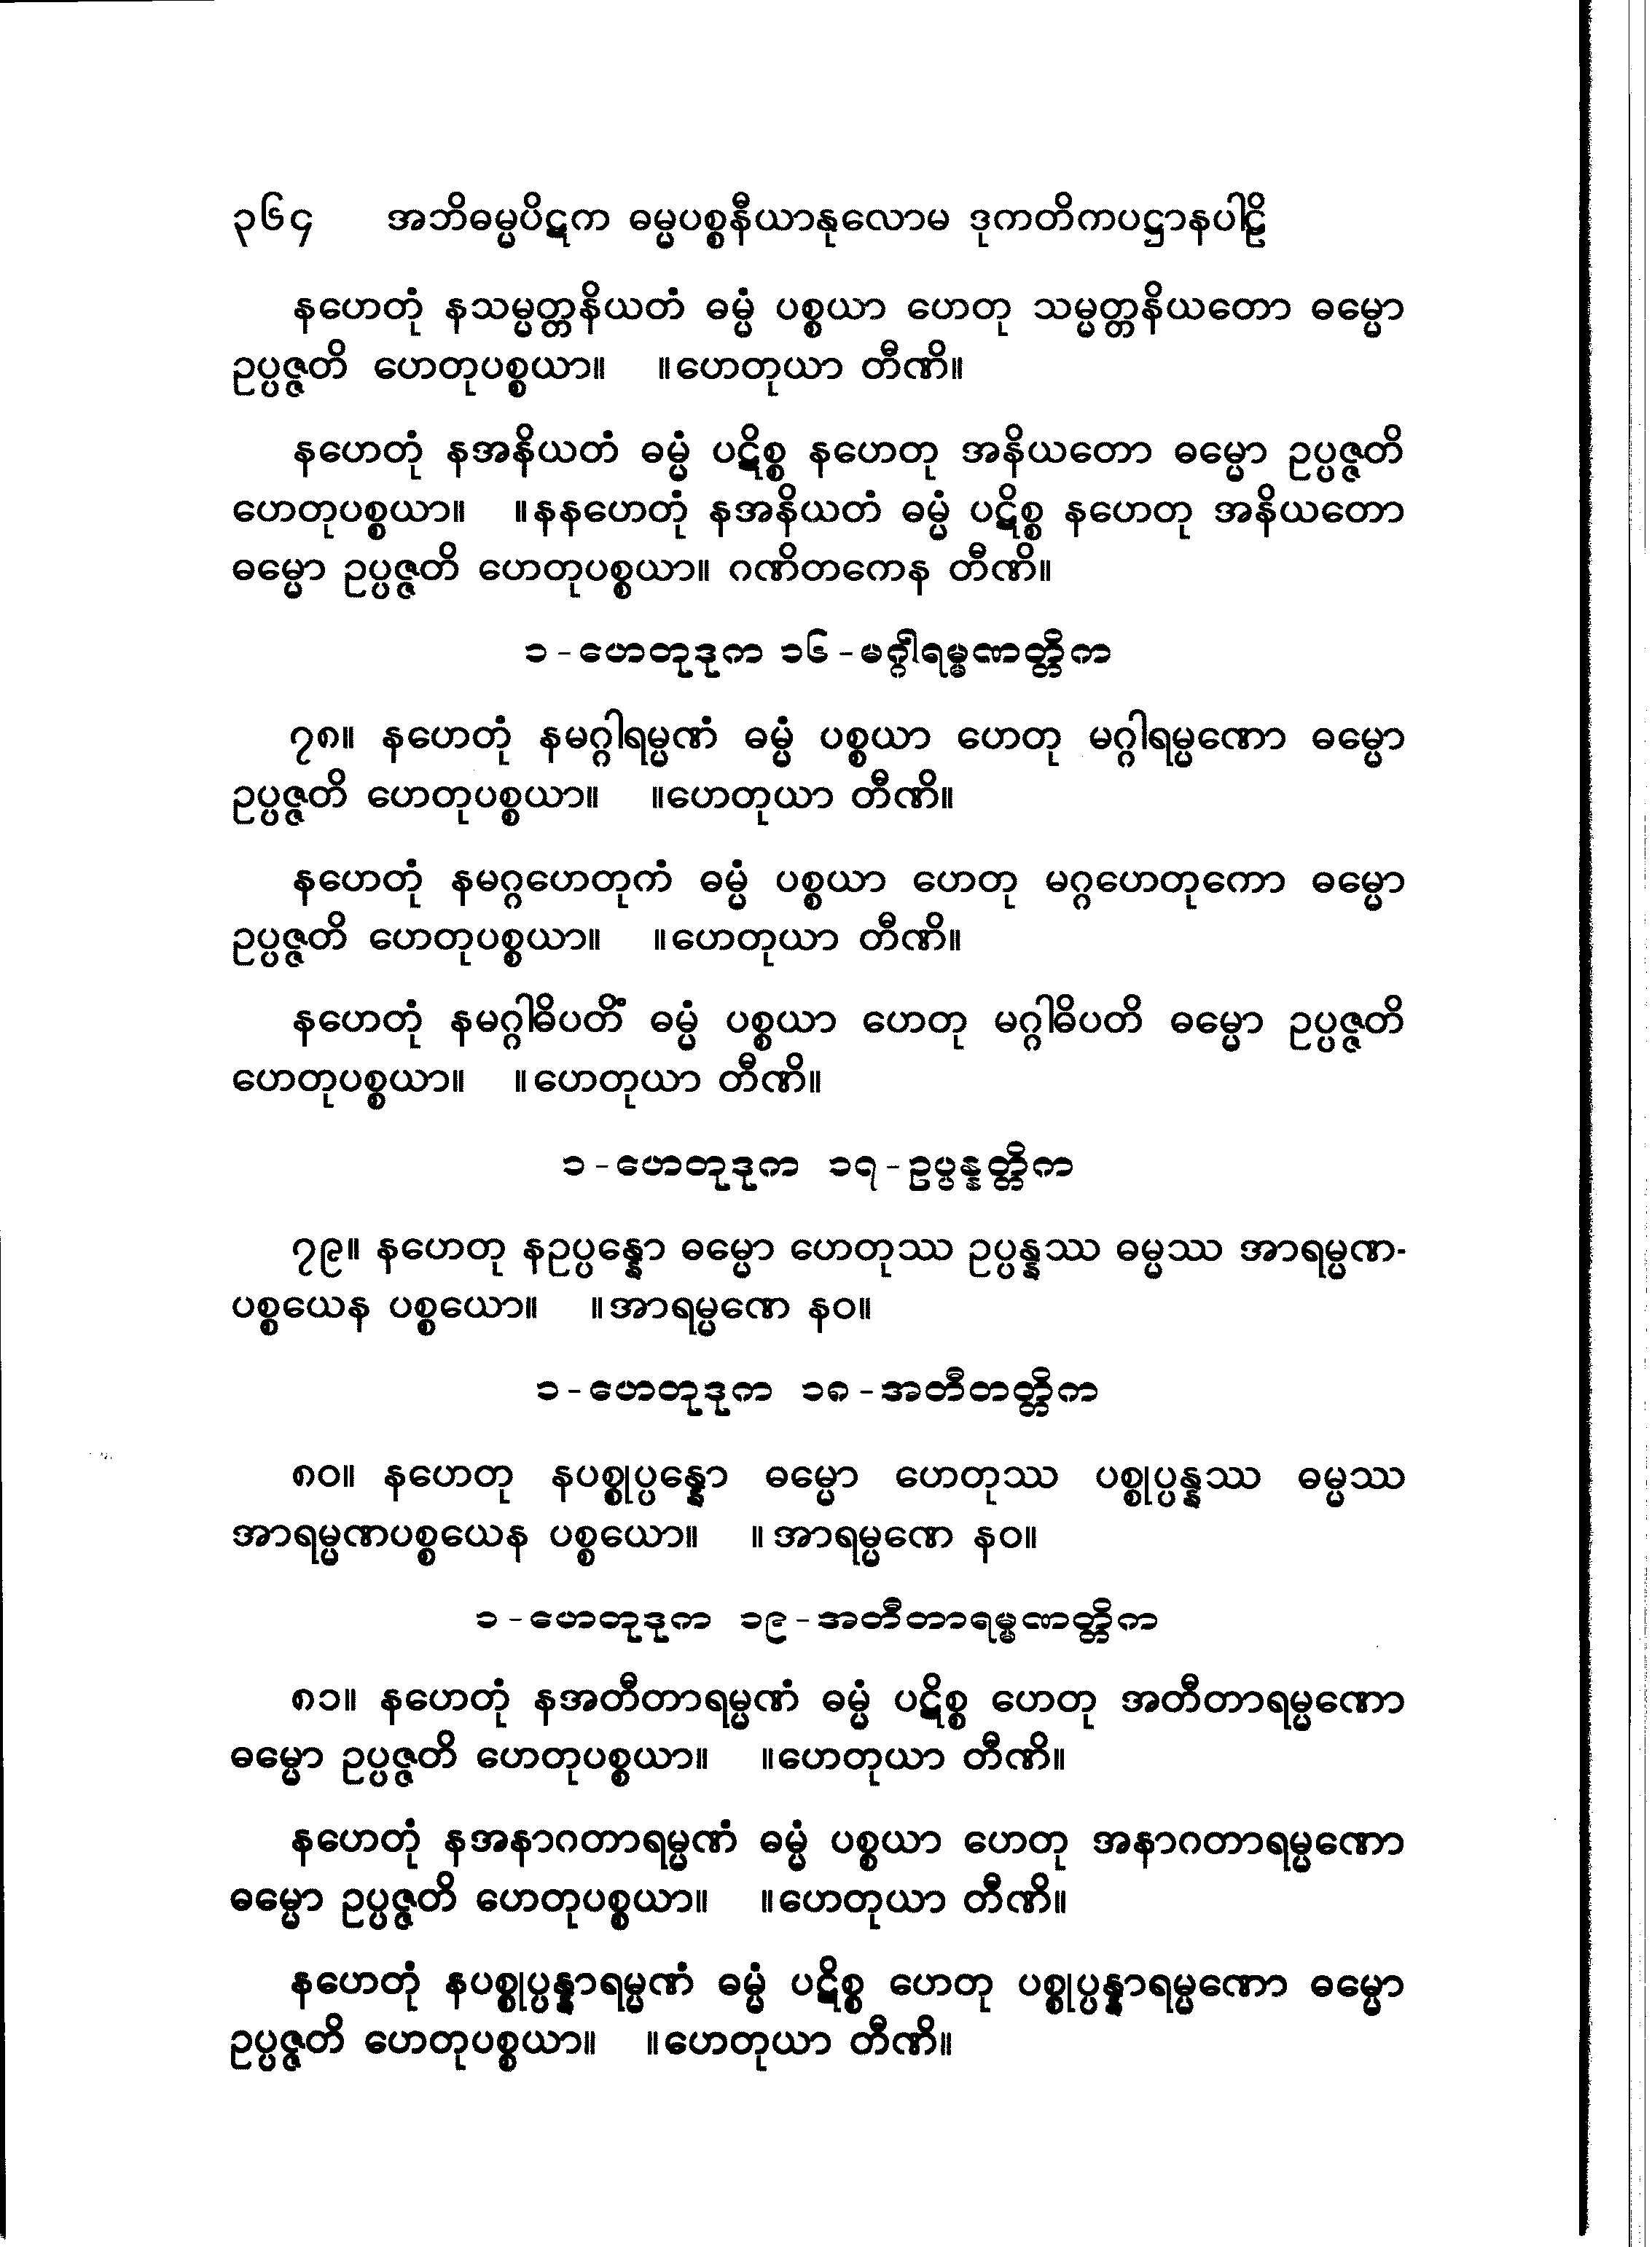 ၃၆၄ အဘိဓမ္မပိဋက ဓမ္မပစ္စနီယာနုလောမ ဒုကတိကပဋ္ဌာနပါဠိ
နဟေတုံ နသမ္မတ္တနိယတံ ဓမ္မံ ပစ္စယာ ဟေတု သမ္မတ္တနိယတော ဓမ္မော
ဥပ္ပဇ္ဇတိ ဟေတုပစ္စယာ။ ။ဟေတုယာ တီဏိ။
နဟေတုံ နအနိယတံ ဓမ္မံ ပဋိစ္စ နဟေတု အနိယတော ဓမ္မော ဥပ္ပဇ္ဇတိ
ဟေတုပစ္စယာ။ ။နနဟေတုံ နအနိယတံ ဓမ္မံ ပဋိစ္စ နဟေတု အနိယတော
ဓမ္မော ဥပ္ပဇ္ဇတိ ဟေတုပစ္စယာ။ ဂဏိတကေန တီဏိ။
၁-ဟေတုဒုက ၁၆-မဂ္ဂါရမ္မဏတ္တိက
၇၈။ နဟေတုံ နမဂ္ဂါရမ္မဏံ ဓမ္မံ ပစ္စယာ ဟေတု မဂ္ဂါရမ္မဏော ဓမ္မော
ဥပ္ပဇ္ဇတိ ဟေတုပစ္စယာ။ ။ဟေတုယာ တီဏိ။
နဟေတုံ နမဂ္ဂဟေတုကံ ဓမ္မံ ပစ္စယာ ဟေတု မဂ္ဂဟေတုကော ဓမ္မော
ဥပ္ပဇ္ဇတိ ဟေတုပစ္စယာ။ ။ဟေတုယာ တီဏိ။
နဟေတုံ နမဂ္ဂါဓိပတိံ ဓမ္မံ ပစ္စယာ ဟေတု မဂ္ဂါဓိပတိ ဓမ္မော ဥပ္ပဇ္ဇတိ
ဟေတုပစ္စယာ။ ။ဟေတုယာ တီဏိ။
၁-ဟေတုဒုက ၁၇-ဥပ္ပန္နတ္တိက
၇၉။ နဟေတု နဥပ္ပန္နော ဓမ္မော ဟေတုဿ ဥပ္ပန္နဿ ဓမ္မဿ အာရမ္မဏ-
ပစ္စယေန ပစ္စယော။ ။အာရမ္မဏေ နဝ။
၁-ဟေတုဒုက ၁၈-အတီတတ္တိက
၈၀။ နဟေတု နပစ္စုပ္ပန္နော ဓမ္မော ဟေတုဿ ပစ္စုပ္ပန္နဿ ဓမ္မဿ
အာရမ္မဏပစ္စယေန ပစ္စယော။ ။အာရမ္မဏေ နဝ။
၁-ဟေတုဒုက ၁၉-အတီတာရမ္မဏတ္တိက
၈၁။ နဟေတုံ နအတီတာရမ္မဏံ ဓမ္မံ ပဋိစ္စ ဟေတု အတီတာရမ္မဏော
ဓမ္မော ဥပ္ပဇ္ဇတိ ဟေတုပစ္စယာ။ ။ဟေတုယာ တီဏိ။
နဟေတုံ နအနာဂတာရမ္မဏံ ဓမ္မံ ပစ္စယာ ဟေတု အနာဂတာရမ္မဏော
ဓမ္မော ဥပ္ပဇ္ဇတိ ဟေတုပစ္စယာ။ ။ဟေတုယာ တီဏိ။
နဟေတုံ နပစ္စုပ္ပန္နာရမ္မဏံ ဓမ္မံ ပဋိစ္စ ဟေတု ပစ္စုပ္ပန္နာရမ္မဏော ဓမ္မော
ဥပ္ပဇ္ဇတိ ဟေတုပစ္စယာ။ ။ဟေတုယာ တီဏိ။